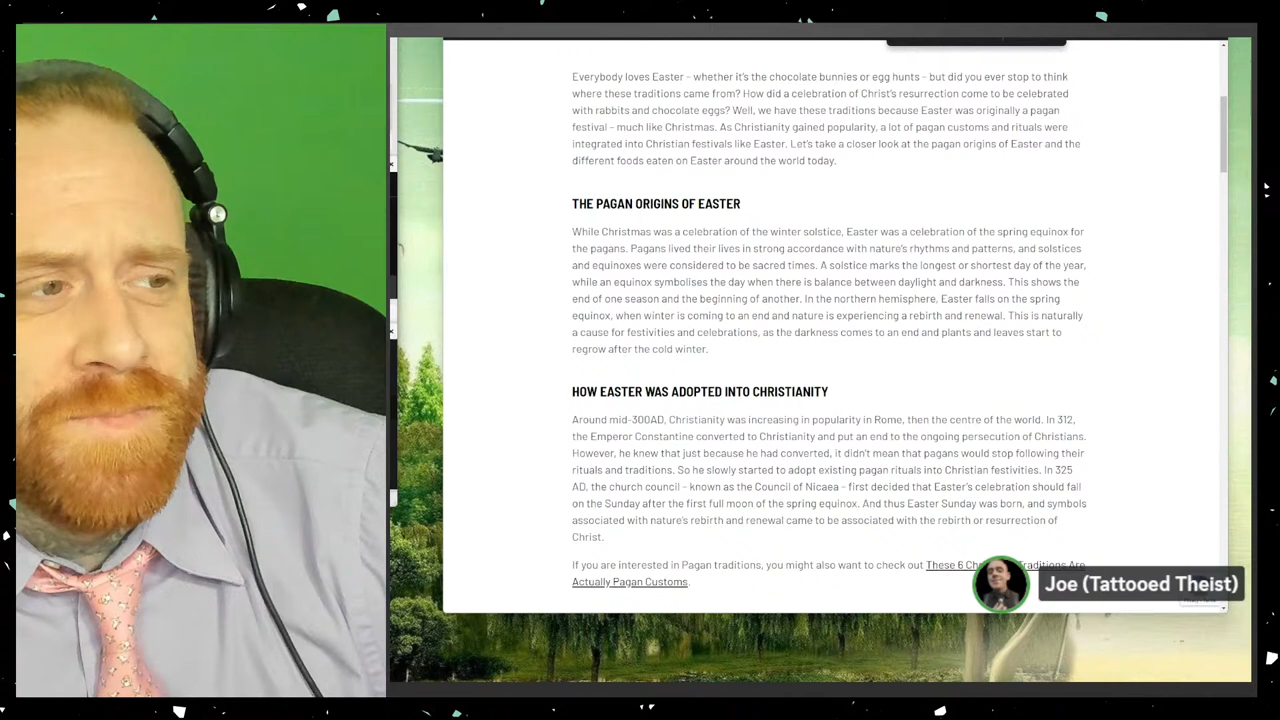 Everybody loves Easter – whether it's the chocolate bunnies or egg hunts – but did you ever stop to think
where these traditions came from? How did a celebration of Christ's resurrection come to be celebrated
with rabbits and chocolate eggs? Well, we have these traditions because Easter was originally a pagan
festival – much like Christmas. As Christianity gained popularity, a lot of pagan customs and rituals were
integrated into Christian festivals like Easter. Let's take a closer look at the pagan origins of Easter and the
different foods eaten on Easter around the world today.
THE PAGAN ORIGINS OF EASTER
While Christmas was a celebration of the winter solstice, Easter was a celebration of the spring equinox for
the pagans. Pagans lived their lives in strong accordance with nature's rhythms and patterns, and solstices
and equinoxes were considered to be sacred times. A solstice marks the longest or shortest day of the year,
while an equinox symbolises the day when there is balance between daylight and darkness. This shows the
end of one season and the beginning of another. In the northern hemisphere, Easter falls on the spring
equinox, when winter is coming to an end and nature is experiencing a rebirth and renewal. This is naturally
a cause for festivities and celebrations, as the darkness comes to an end and plants and leaves start to
regrow after the cold winter.
HOW EASTER WAS ADOPTED INTO CHRISTIANITY
Around mid-300AD, Christianity was increasing in popularity in Rome, then the centre of the world. In 312,
the Emperor Constantine converted to Christianity and put an end to the ongoing persecution of Christians.
However, he knew that just because he had converted, it didn't mean that pagans would stop following their
rituals and traditions. So he slowly started to adopt existing pagan rituals into Christian festivities. In 325
AD, the church council – known as the Council of Nicaea – first decided that Easter's celebration should fall
on the Sunday after the first full moon of the spring equinox. And thus Easter Sunday was born, and symbols
associated with nature's rebirth and renewal came to be associated with the rebirth or resurrection of
Christ.
If you are interested in Pagan traditions, you might also want to check out These 6 Traditions Are
Actually Pagan Customs.
Joe (Tattooed Theist)